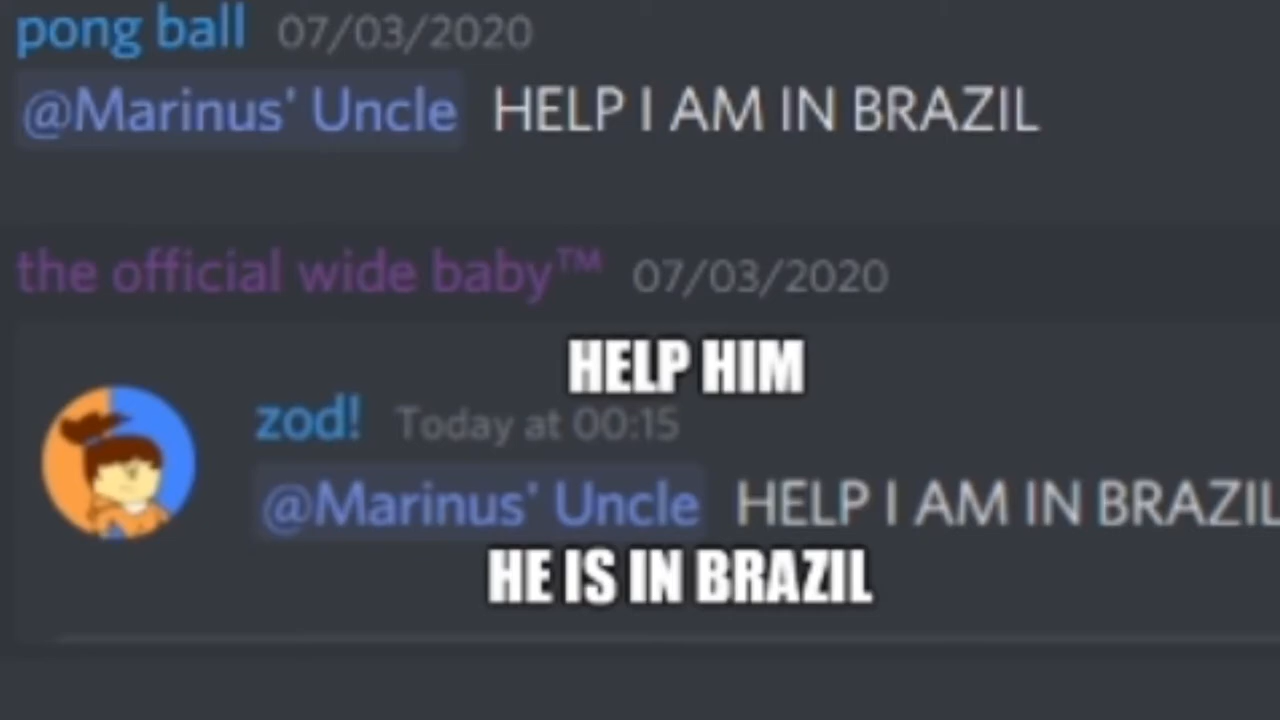 pong ball 07/03/2020
@Marinus' Uncle HELP I AM IN BRAZIL
the official wide baby™ 07/03/2020
HELP HIM
zod! Today at 00:15
@Marinus' Uncle HELP I AM IN BRAZIL
HE IS IN BRAZIL